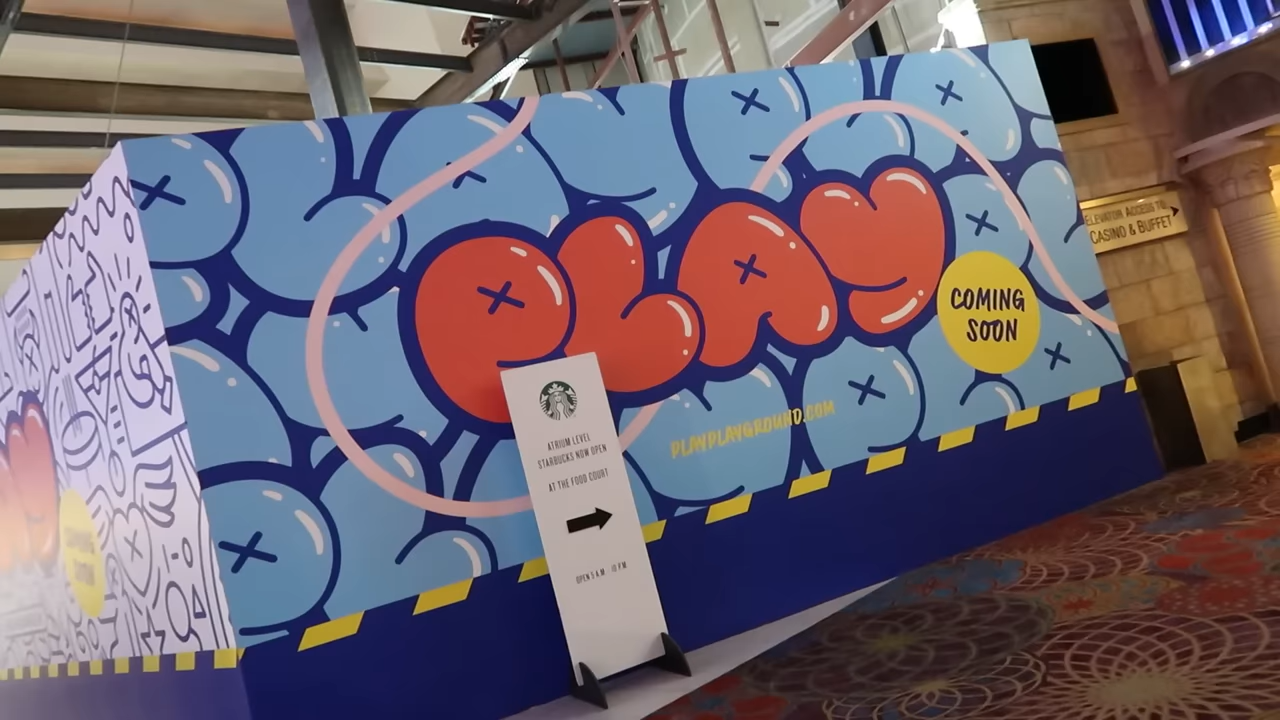 PLAY
COMING
SOON
PLAYPLAYGROUND.COM
ATRIUM LEVEL
STARBUCKS NOW OPEN
AT THE FOOD COURT
OPEN 5 A.M. -
ELEVATOR ACCESS TO
CASINO & BUFFET